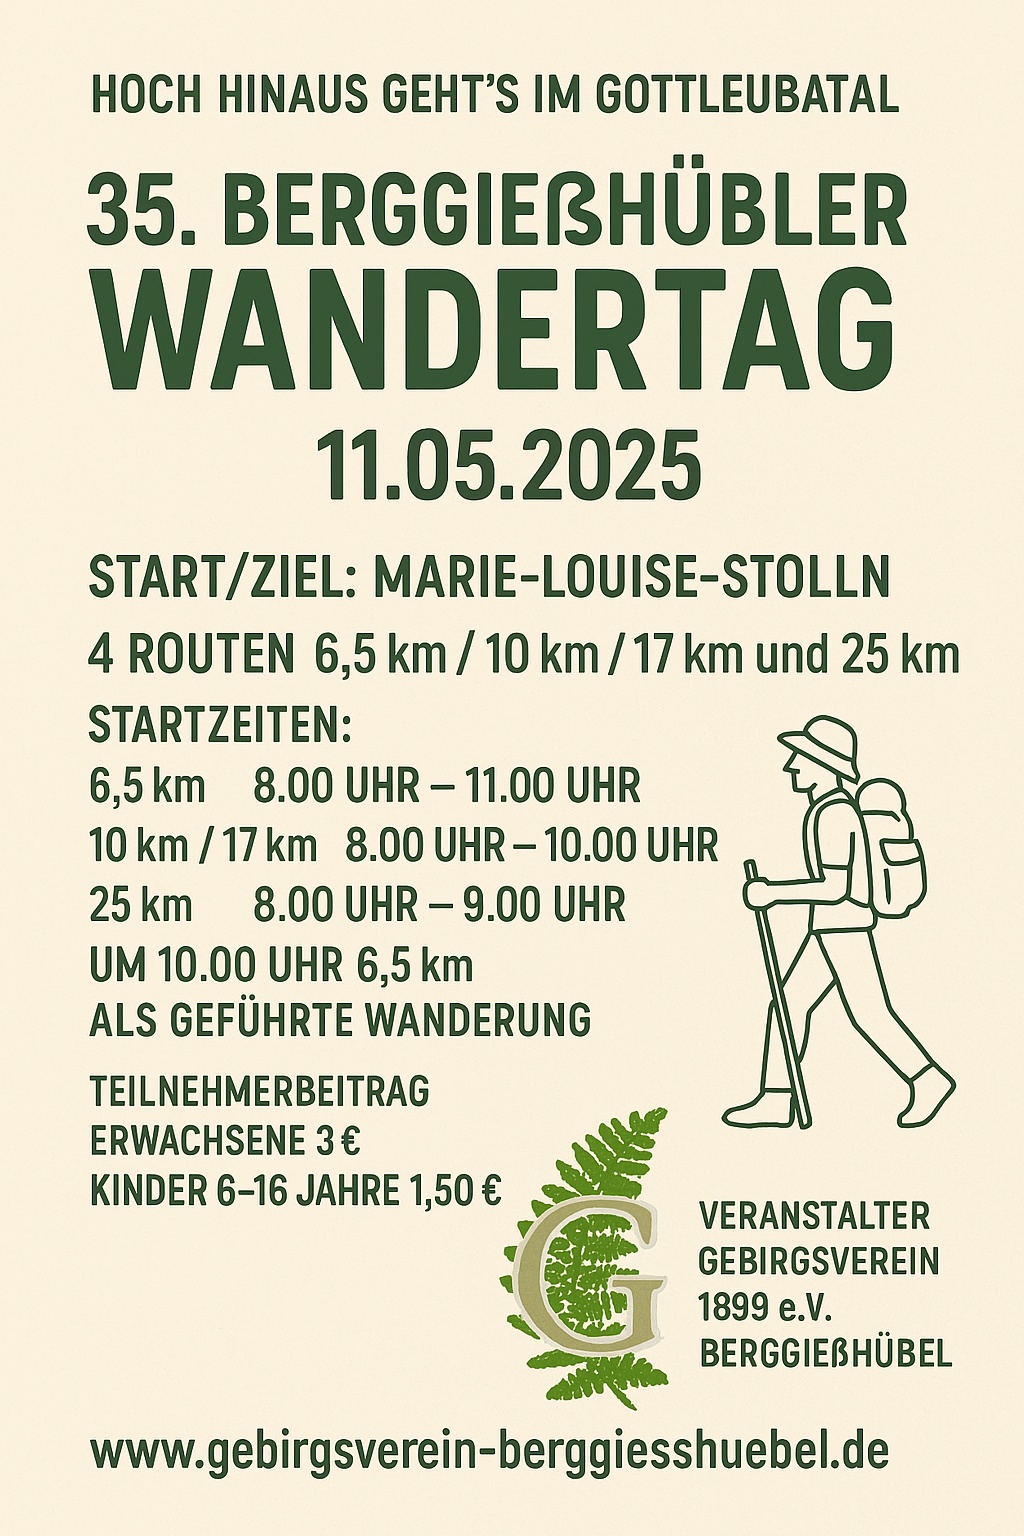 HOCH HINAUS GEHT'S IM GOTTLEUBATAL
35. BERGGIEßHÜBLER
WANDERTAG
11.05.2025
START/ZIEL: MARIE-LOUISE-STOLLN
4 ROUTEN 6,5 km / 10 km / 17 km und 25 km
STARTZEITEN:
6,5 km 8.00 UHR – 11.00 UHR
10 km / 17 km 8.00 UHR – 10.00 UHR
25 km 8.00 UHR – 9.00 UHR
UM 10.00 UHR 6,5 km
ALS GEFÜHRTE WANDERUNG
TEILNEHMERBEITRAG
ERWACHSENE 3 €
KINDER 6–16 JAHRE 1,50 €
G
VERANSTALTER
GEBIRGSVEREIN
1899 e.V.
BERGGIEßHÜBEL
www.gebirgsverein-berggiesshuebel.de